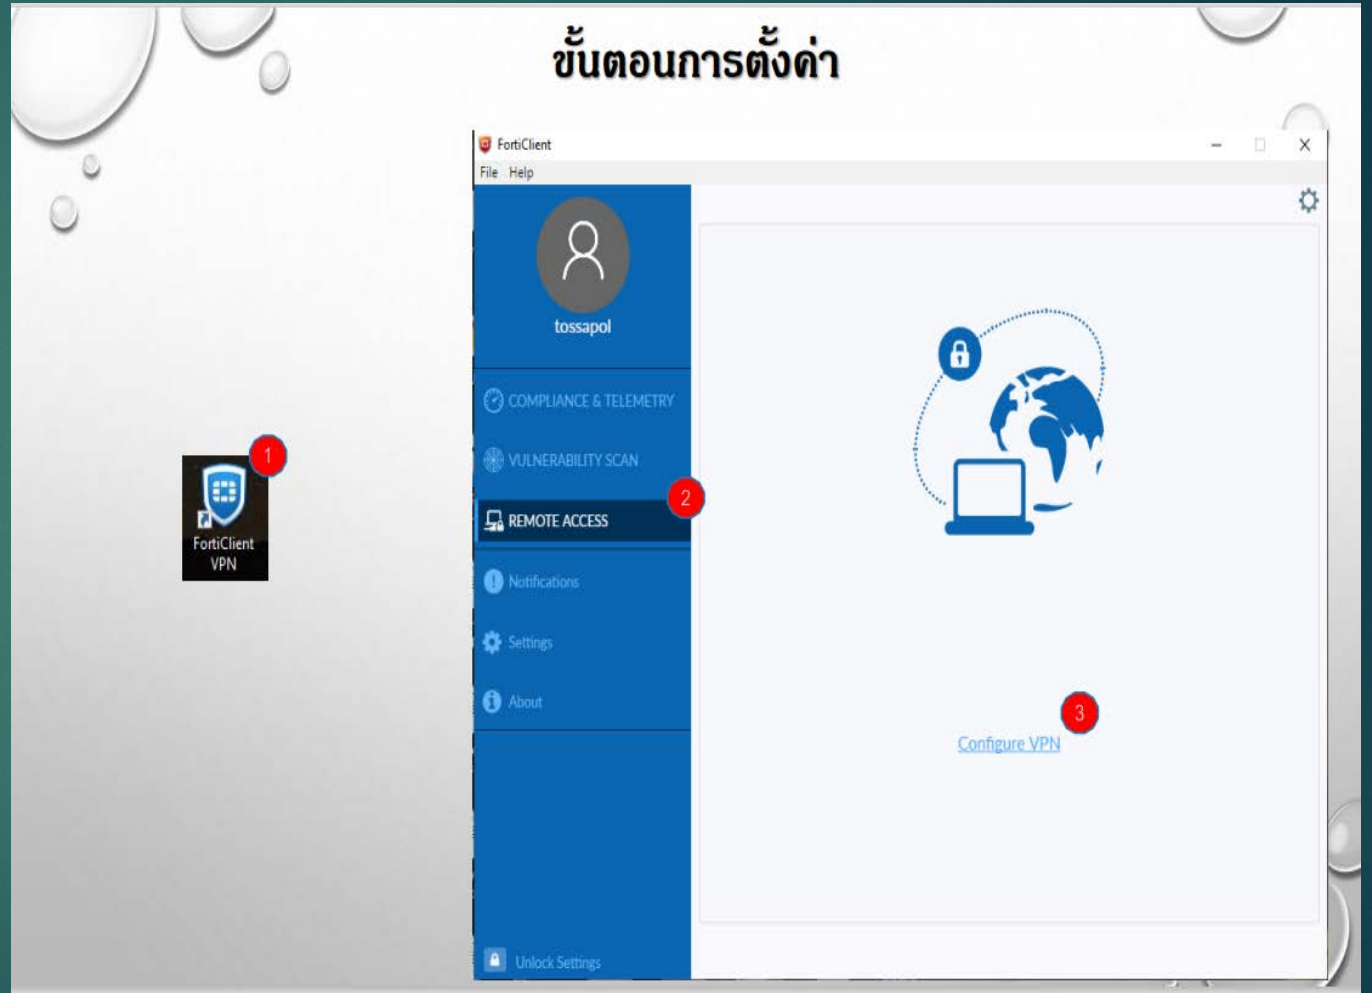 ขั้นตอนการตั้งค่า
FortiClient
File Help
tossapol
COMPLIANCE & TELEMETRY
VULNERABILITY SCAN
2
REMOTE ACCESS
1
FortiClient
VPN
Notifications
Settings
About
3
Configure VPN
Unlock Settings